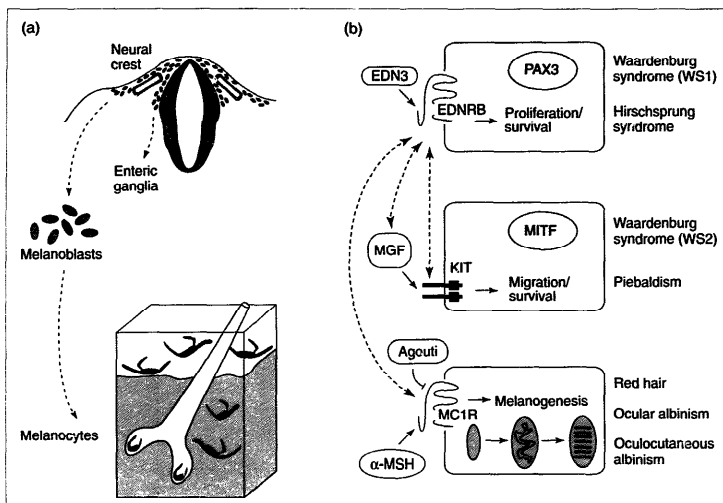 (a)
Neural
crest
Enteric
ganglia
Melanoblasts
Melanocytes
(b)
EDN3
EDNRB
PAX3
Proliferation/
survival
Waardenburg
syndrome (WS1)
Hirschsprung
syndrome
MGF
KIT
MITF
Migration/
survival
Waardenburg
syndrome (WS2)
Piebaldism
Agouti
MC1R
α-MSH
Melanogenesis
Red hair
Ocular albinism
Oculocutaneous
albinism